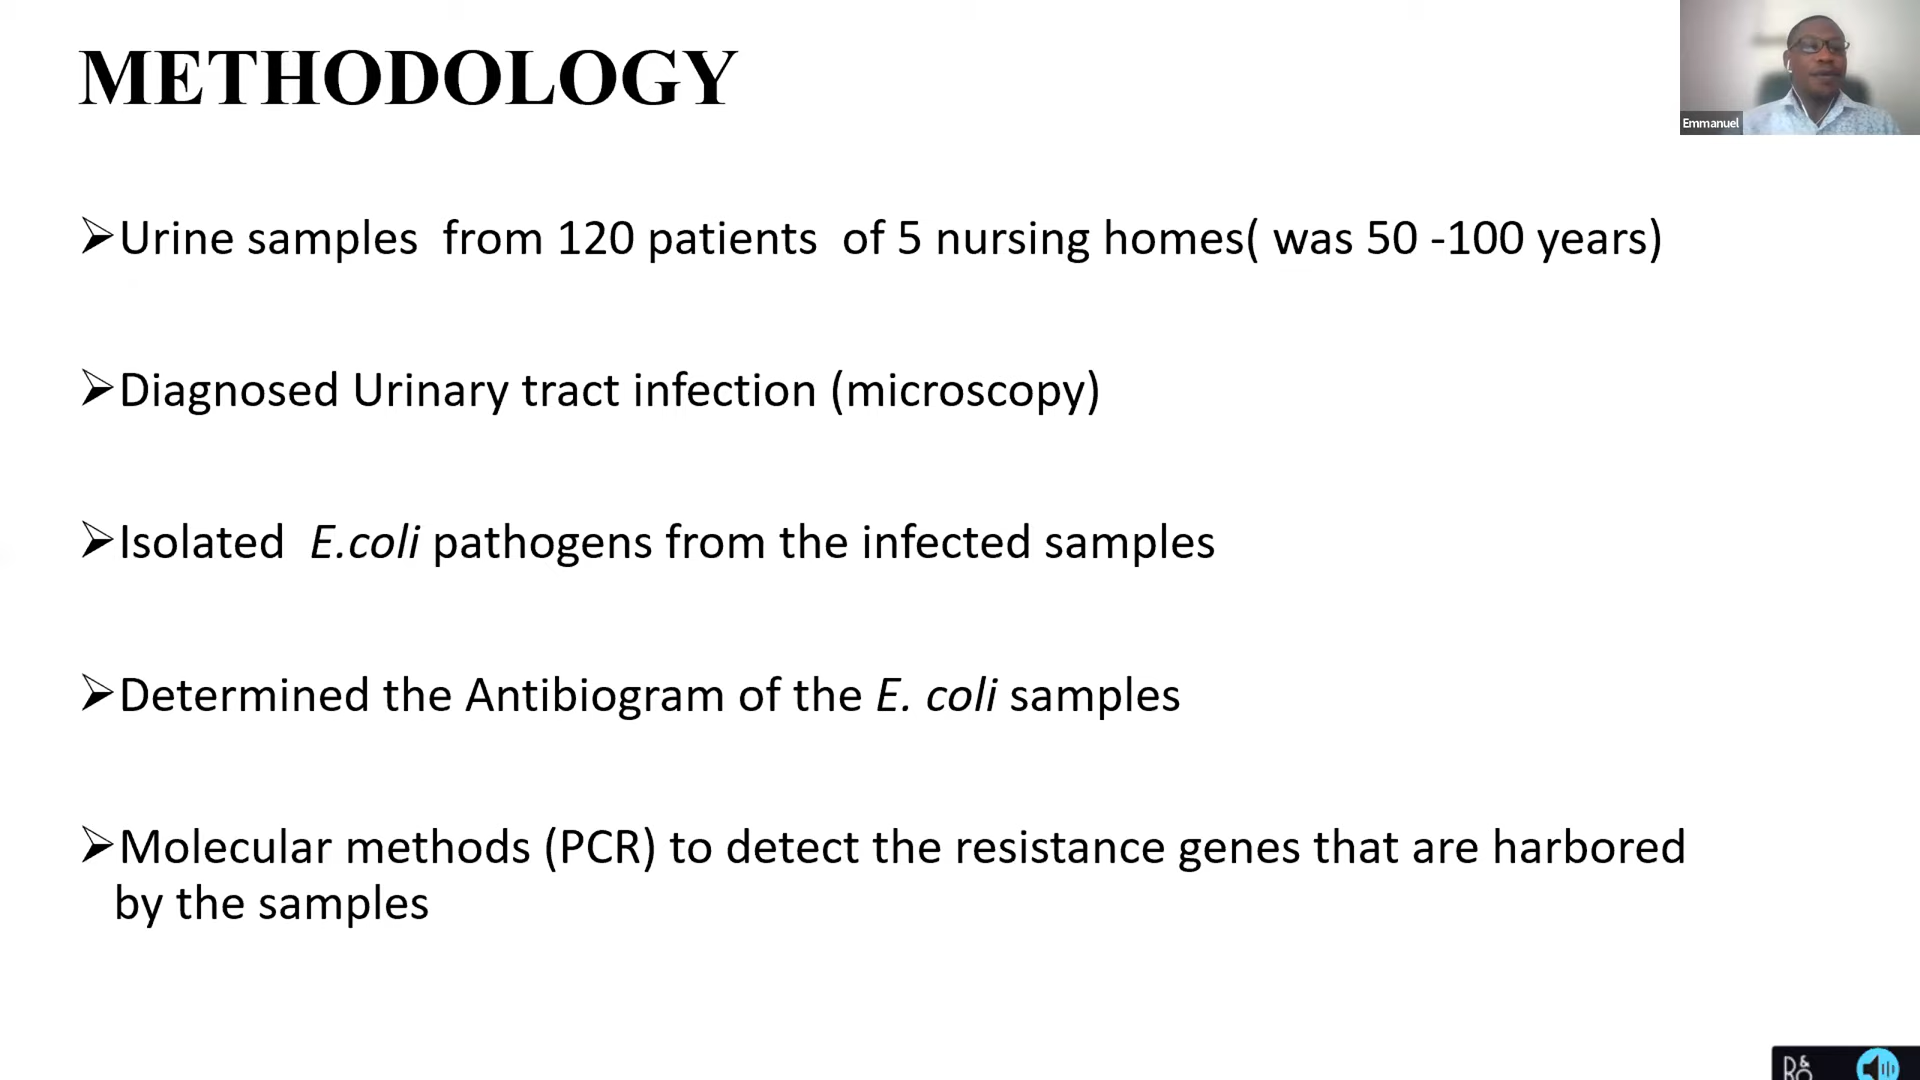 METHODOLOGY
Emmanuel
➢Urine samples  from 120 patients  of 5 nursing homes( was 50 -100 years)
➢Diagnosed Urinary tract infection (microscopy)
➢Isolated  E.coli pathogens from the infected samples
➢Determined the Antibiogram of the E. coli samples
➢Molecular methods (PCR) to detect the resistance genes that are harbored
by the samples